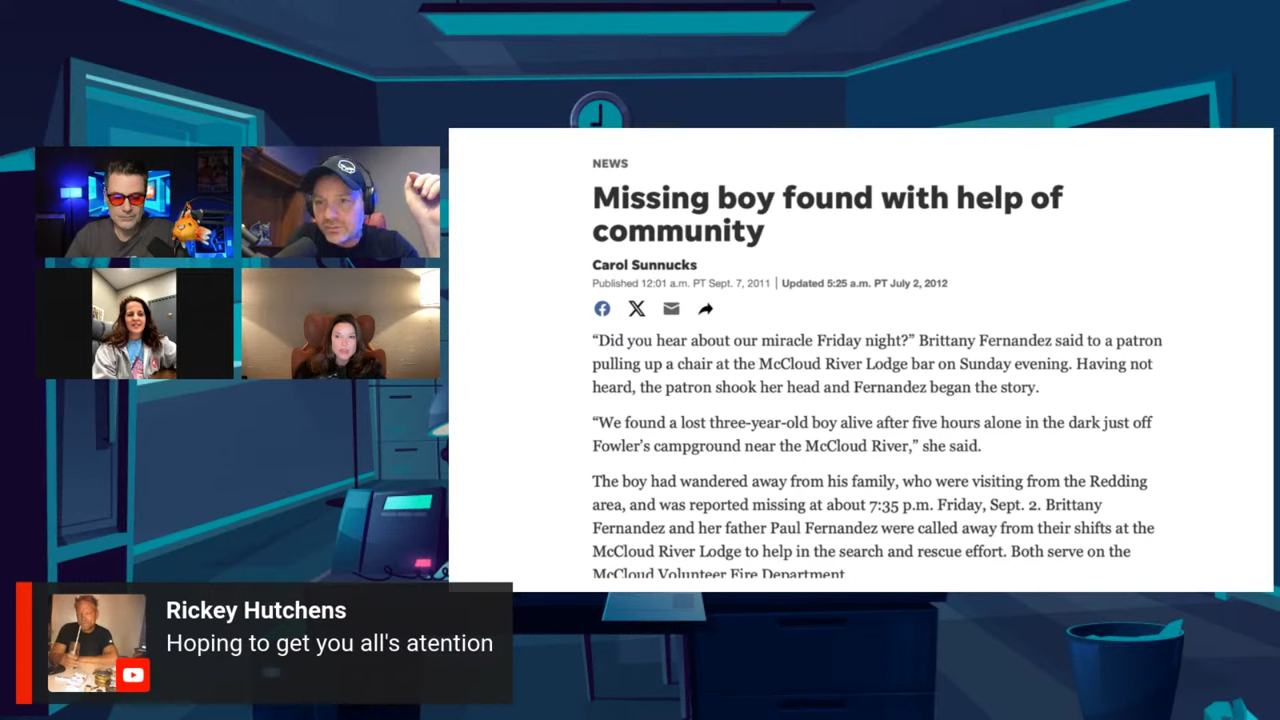 NEWS
Missing boy found with help of
community
Carol Sunnucks
Published 12:01 a.m. PT Sept. 7, 2011 | Updated 5:25 a.m. PT July 2, 2012
“Did you hear about our miracle Friday night?” Brittany Fernandez said to a patron
pulling up a chair at the McCloud River Lodge bar on Sunday evening. Having not
heard, the patron shook her head and Fernandez began the story.
“We found a lost three-year-old boy alive after five hours alone in the dark just off
Fowler’s campground near the McCloud River,” she said.
The boy had wandered away from his family, who were visiting from the Redding
area, and was reported missing at about 7:35 p.m. Friday, Sept. 2. Brittany
Fernandez and her father Paul Fernandez were called away from their shifts at the
McCloud River Lodge to help in the search and rescue effort. Both serve on the
McCloud Volunteer Fire Department
Rickey Hutchens
Hoping to get you all's atention